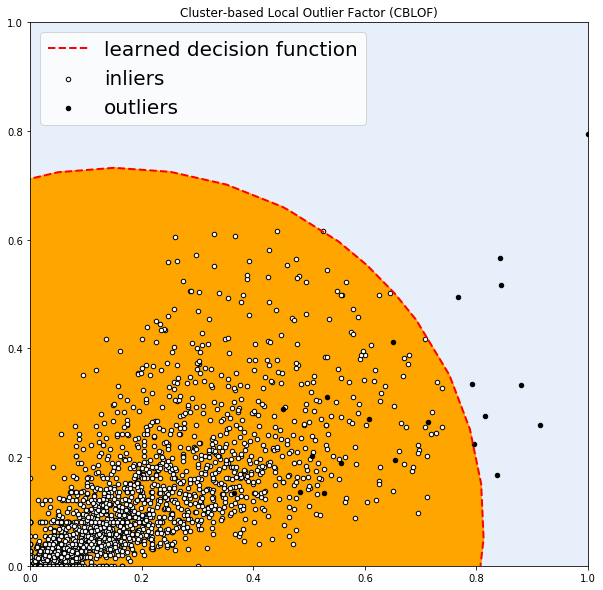 Cluster-based Local Outlier Factor (CBLOF)
1.0
learned decision function
inliers
outliers
0.8
0.6
0.4
0.2
0.0
0.0 0.2 0.4 0.6 0.8 1.0